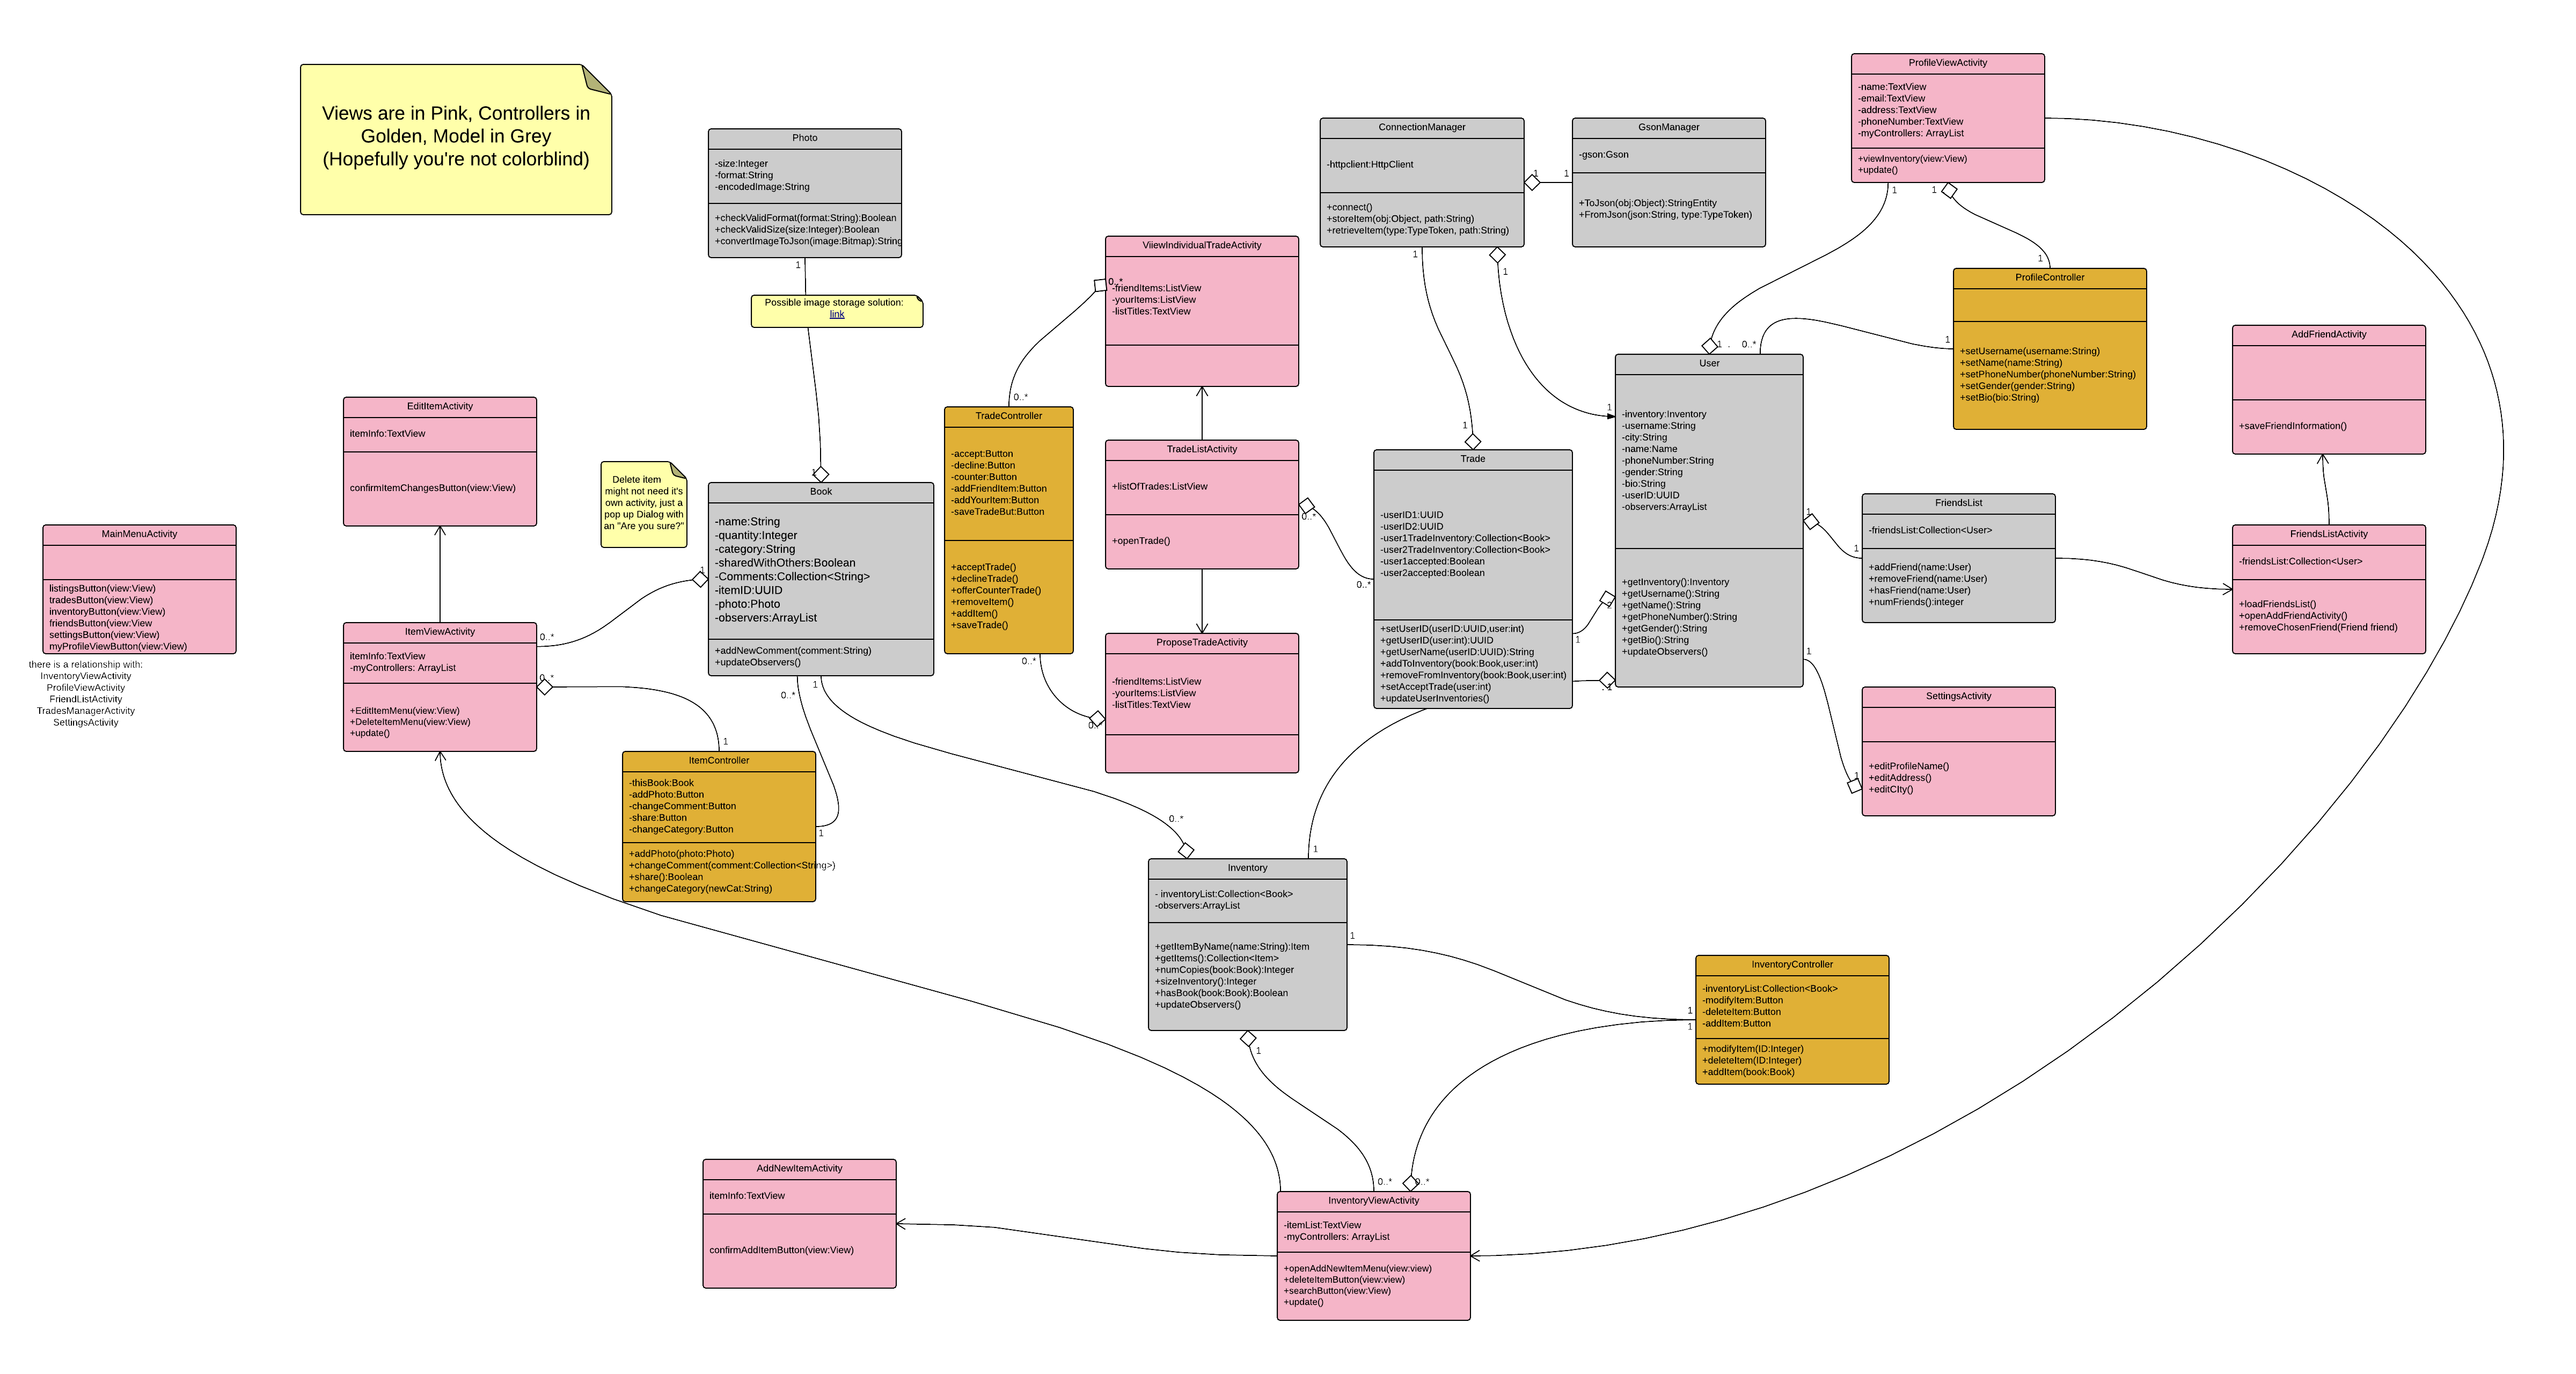 Views are in Pink, Controllers in
Golden, Model in Grey
(Hopefully you're not colorblind)
Photo
-size:Integer
-format:String
-encodedImage:String
+checkValidFormat(format:String):Boolean
+checkValidSize(size:Integer):Boolean
+convertImageToJson(image:Bitmap):String
1
Possible image storage solution:
link
ViiewIndividualTradeActivity
0..*
-friendItems:ListView
-yourItems:ListView
-listTitles:TextView
ConnectionManager
-httpclient:HttpClient
+connect()
+storeItem(obj:Object, path:String)
+retrieveItem(type:TypeToken, path:String)
1
1
1
1
GsonManager
-gson:Gson
+ToJson(obj:Object):StringEntity
+FromJson(json:String, type:TypeToken)
ProfileViewActivity
-name:TextView
-email:TextView
-address:TextView
-phoneNumber:TextView
-myControllers: ArrayList
+viewInventory(view:View)
+update()
1
1
1
ProfileController
+setUsername(username:String)
+setName(name:String)
+setPhoneNumber(phoneNumber:String)
+setGender(gender:String)
+setBio(bio:String)
1
AddFriendActivity
+saveFriendInformation()
EditItemActivity
itemInfo:TextView
confirmItemChangesButton(view:View)
Delete item
might not need it's
own activity, just a
pop up Dialog with
an "Are you sure?"
1
Book
-name:String
-quantity:Integer
-category:String
-sharedWithOthers:Boolean
-Comments:Collection<String>
-itemID:UUID
-photo:Photo
-observers:ArrayList
+addNewComment(comment:String)
+updateObservers()
1
0..*
1
0..*
TradeController
-accept:Button
-decline:Button
-counter:Button
-addFriendItem:Button
-addYourItem:Button
-saveTradeBut:Button
+acceptTrade()
+declineTrade()
+offerCounterTrade()
+removeItem()
+addItem()
+saveTrade()
0..*
TradeListActivity
+listOfTrades:ListView
+openTrade()
0..*
0..*
ProposeTradeActivity
-friendItems:ListView
-yourItems:ListView
-listTitles:TextView
0..
1
Trade
-userID1:UUID
-userID2:UUID
-user1TradeInventory:Collection<Book>
-user2TradeInventory:Collection<Book>
-user1accepted:Boolean
-user2accepted:Boolean
+setUserID(userID:UUID,user:int)
+getUserID(user:int):UUID
+getUserName(userID:UUID):String
+addToInventory(book:Book,user:int)
+removeFromInventory(book:Book,user:int)
+setAcceptTrade(user:int)
+updateUserInventories()
1
1
. 1
1 .
0..*
1
User
-inventory:Inventory
-username:String
-city:String
-name:Name
-phoneNumber:String
-gender:String
-bio:String
-userID:UUID
-observers:ArrayList
+getInventory():Inventory
+getUsername():String
+getName():String
+getPhoneNumber():String
+getGender():String
+getBio():String
+updateObservers()
1
1
1
FriendsList
-friendsList:Collection<User>
+addFriend(name:User)
+removeFriend(name:User)
+hasFriend(name:User)
+numFriends():integer
FriendsListActivity
-friendsList:Collection<User>
+loadFriendsList()
+openAddFriendActivity()
+removeChosenFriend(Friend friend)
SettingsActivity
+editProfileName()
+editAddress()
+editCIty()
1
MainMenuActivity
listingsButton(view:View)
tradesButton(view:View)
inventoryButton(view:View)
friendsButton(view:View
settingsButton(view:View)
myProfileViewButton(view:View)
there is a relationship with:
InventoryViewActivity
ProfileViewActivity
FriendListActivity
TradesManagerActivity
SettingsActivity
ItemViewActivity
itemInfo:TextView
-myControllers: ArrayList
+EditItemMenu(view:View)
+DeleteItemMenu(view:View)
+update()
0..*
0..*
1
ItemController
-thisBook:Book
-addPhoto:Button
-changeComment:Button
-share:Button
-changeCategory:Button
+addPhoto(photo:Photo)
+changeComment(comment:Collection<String>)
+share():Boolean
+changeCategory(newCat:String)
1
0..*
1
Inventory
- inventoryList:Collection<Book>
-observers:ArrayList
+getItemByName(name:String):Item
+getItems():Collection<Item>
+numCopies(book:Book):Integer
+sizeInventory():Integer
+hasBook(book:Book):Boolean
+updateObservers()
1
1
1
1
InventoryController
-inventoryList:Collection<Book>
-modifyItem:Button
-deleteItem:Button
-addItem:Button
+modifyItem(ID:Integer)
+deleteItem(ID:Integer)
+addItem(book:Book)
AddNewItemActivity
itemInfo:TextView
confirmAddItemButton(view:View)
0..*
0..*
InventoryViewActivity
-itemList:TextView
-myControllers: ArrayList
+openAddNewItemMenu(view:view)
+deleteItemButton(view:view)
+searchButton(view:View)
+update()